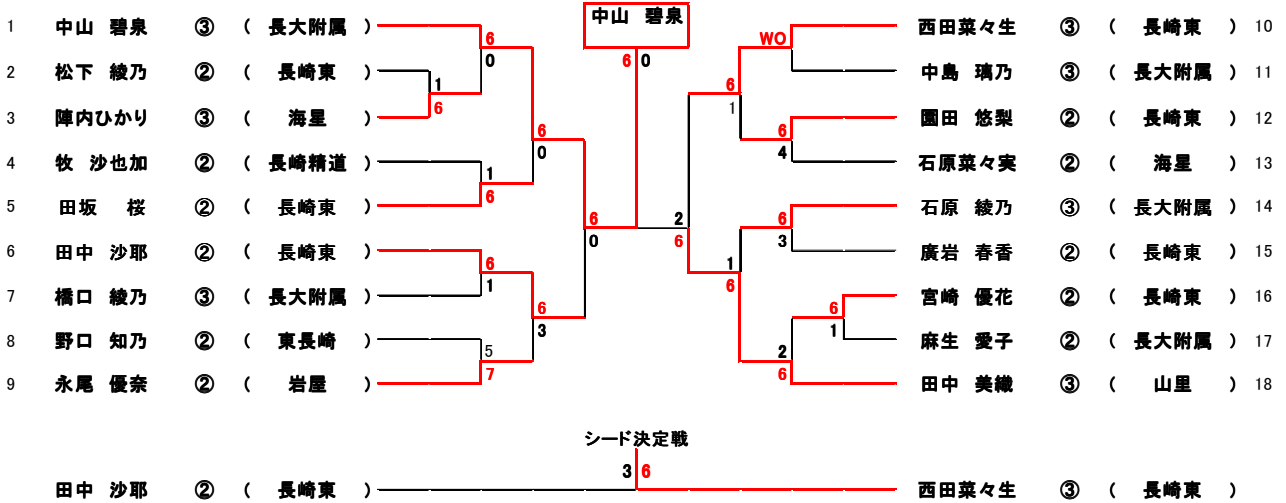 中山 碧泉
6 0
1 中山 碧泉 ③ ( 長大附属 )
2 松下 綾乃 ② ( 長崎東 )
3 陣内ひかり ③ ( 海星 )
4 牧 沙也加 ② ( 長崎精道 )
5 田坂 桜 ② ( 長崎東 )
6 田中 沙耶 ② ( 長崎東 )
7 橋口 綾乃 ③ ( 長大附属 )
8 野口 知乃 ② ( 東長崎 )
9 永尾 優奈 ② ( 岩屋 )
6
0
1
6
6
0
1
6
6
0
6
1
6
3
5
7
西田菜々生 ③ ( 長崎東 ) 10
中島 璃乃 ③ ( 長大附属 ) 11
園田 悠梨 ② ( 長崎東 ) 12
石原菜々実 ② ( 海星 ) 13
石原 綾乃 ③ ( 長大附属 ) 14
廣岩 春香 ② ( 長崎東 ) 15
宮崎 優花 ② ( 長崎東 ) 16
麻生 愛子 ② ( 長大附属 ) 17
田中 美織 ③ ( 山里 ) 18
WO
6
1
6
4
2
6
6
3
1
6
6
1
2
6
シード決定戦
3 6
田中 沙耶 ② ( 長崎東 )
西田菜々生 ③ ( 長崎東 )